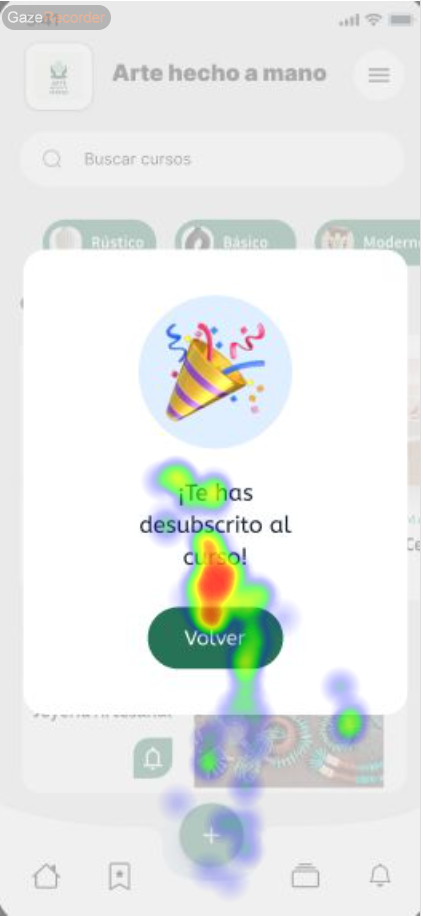 GazeRecorder
Arte hecho a mano
Buscar cursos
Rústico
Básico
Moderno
¡Te has
desubscrito al
curso!
Volver